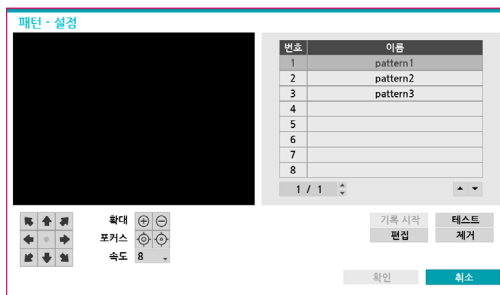 패턴 - 설정
번호 이름
1 pattern1
2 pattern2
3 pattern3
4
5
6
7
8
1 / 1
확대
포커스
속도 8
기록 시작 테스트
편집 제거
확인 취소